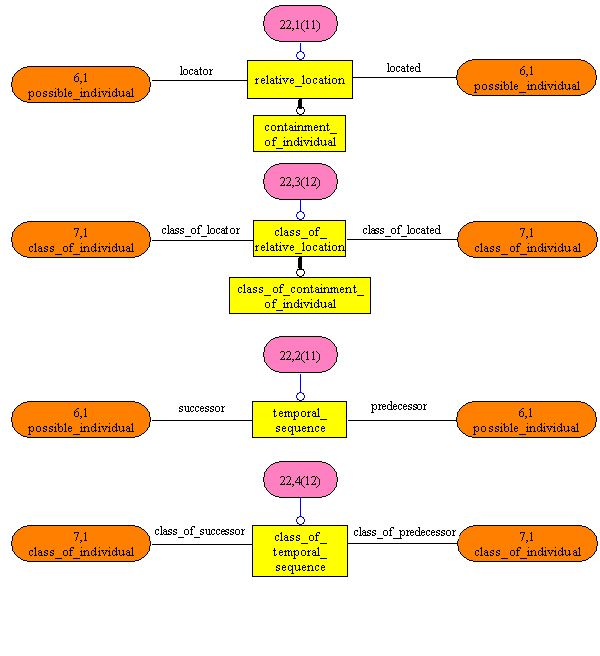 22,1(11)
locator
located
6,1
possible_individual
relative_location
6,1
possible_individual
containment_
of_individual
22,3(12)
class_of_locator
class_of_located
7,1
class_of_individual
class_of_
relative_location
7,1
class_of_individual
class_of_containment_
of_individual
22,2(11)
successor
predecessor
6,1
possible_individual
temporal_
sequence
6,1
possible_individual
22,4(12)
class_of_successor
class_of_predecessor
7,1
class_of_individual
class_of_
temporal_
sequence
7,1
class_of_individual